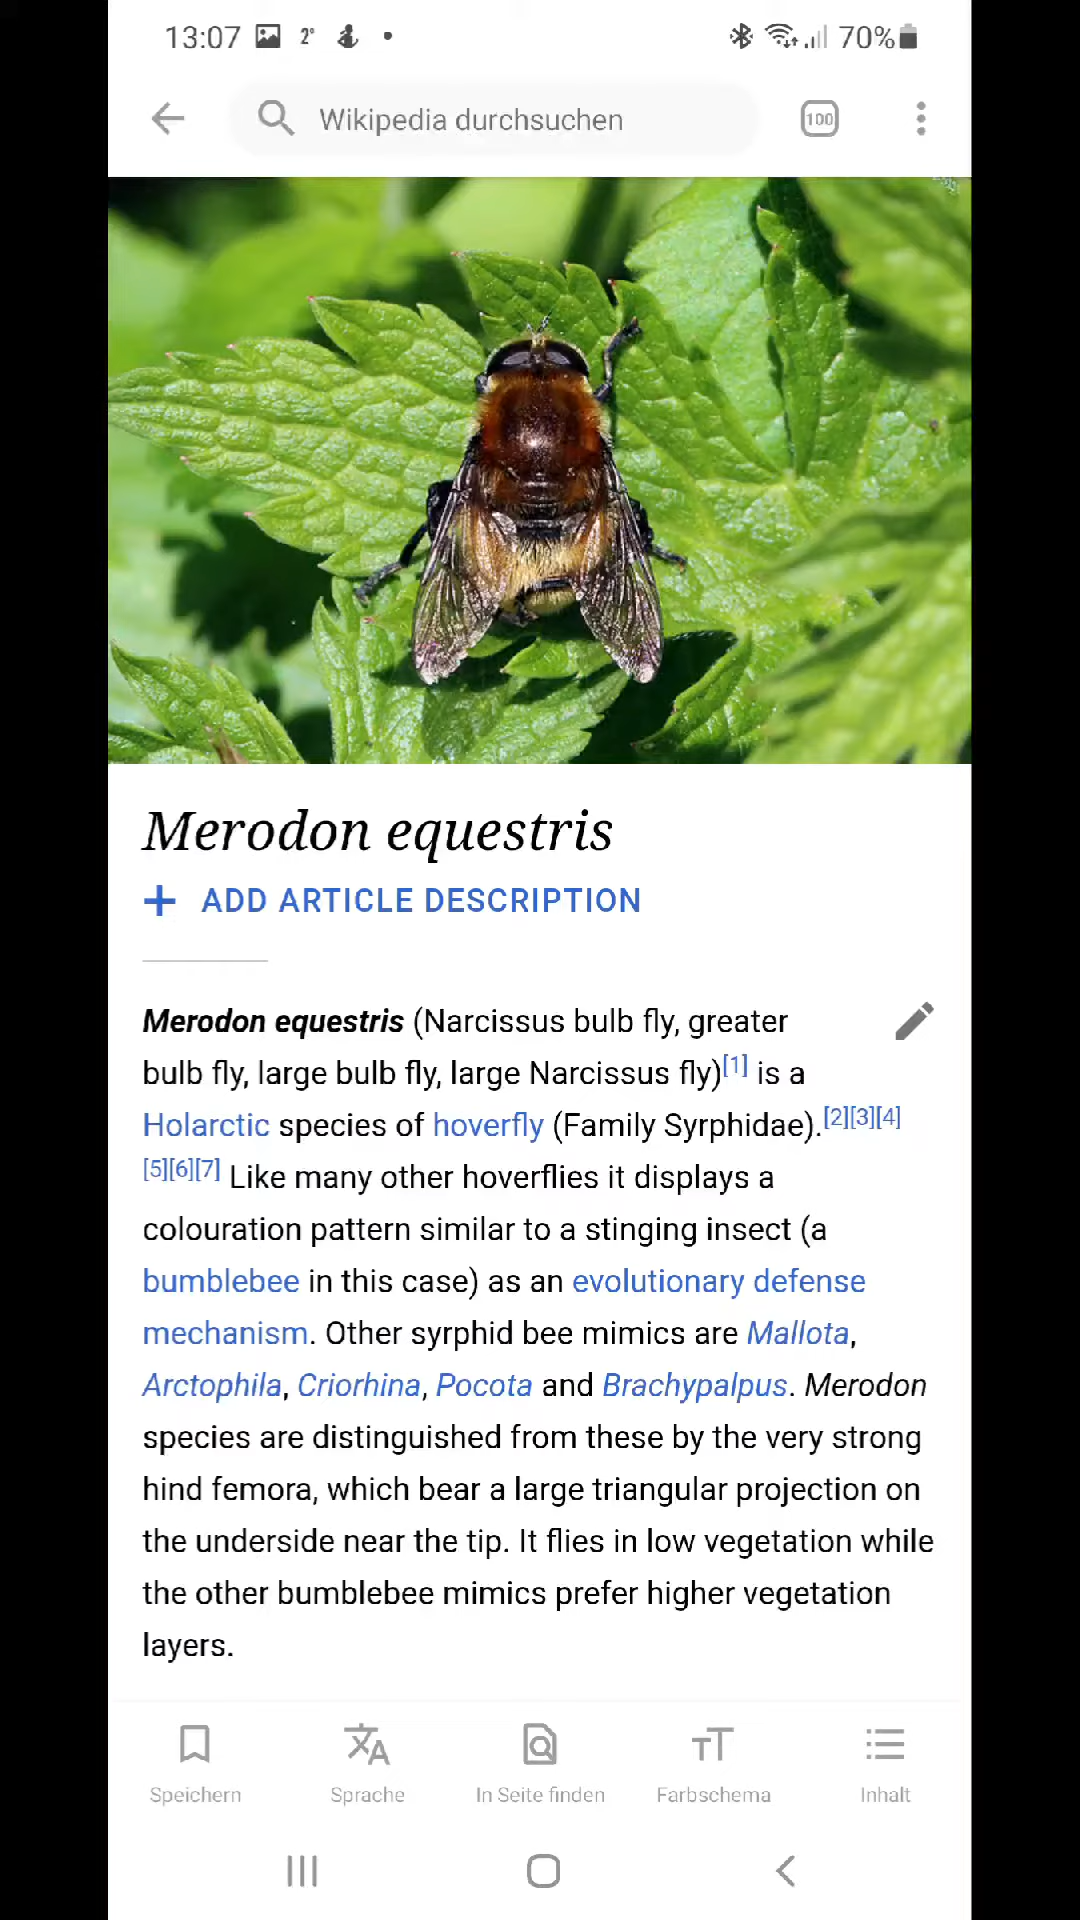 13:07 2° 70%
Wikipedia durchsuchen 100
Merodon equestris
+ ADD ARTICLE DESCRIPTION
Merodon equestris (Narcissus bulb fly, greater
bulb fly, large bulb fly, large Narcissus fly)[1] is a
Holarctic species of hoverfly (Family Syrphidae).[2][3][4]
[5][6][7] Like many other hoverflies it displays a
colouration pattern similar to a stinging insect (a
bumblebee in this case) as an evolutionary defense
mechanism. Other syrphid bee mimics are Mallota,
Arctophila, Criorhina, Pocota and Brachypalpus. Merodon
species are distinguished from these by the very strong
hind femora, which bear a large triangular projection on
the underside near the tip. It flies in low vegetation while
the other bumblebee mimics prefer higher vegetation
layers.
Speichern Sprache In Seite finden Farbschema Inhalt